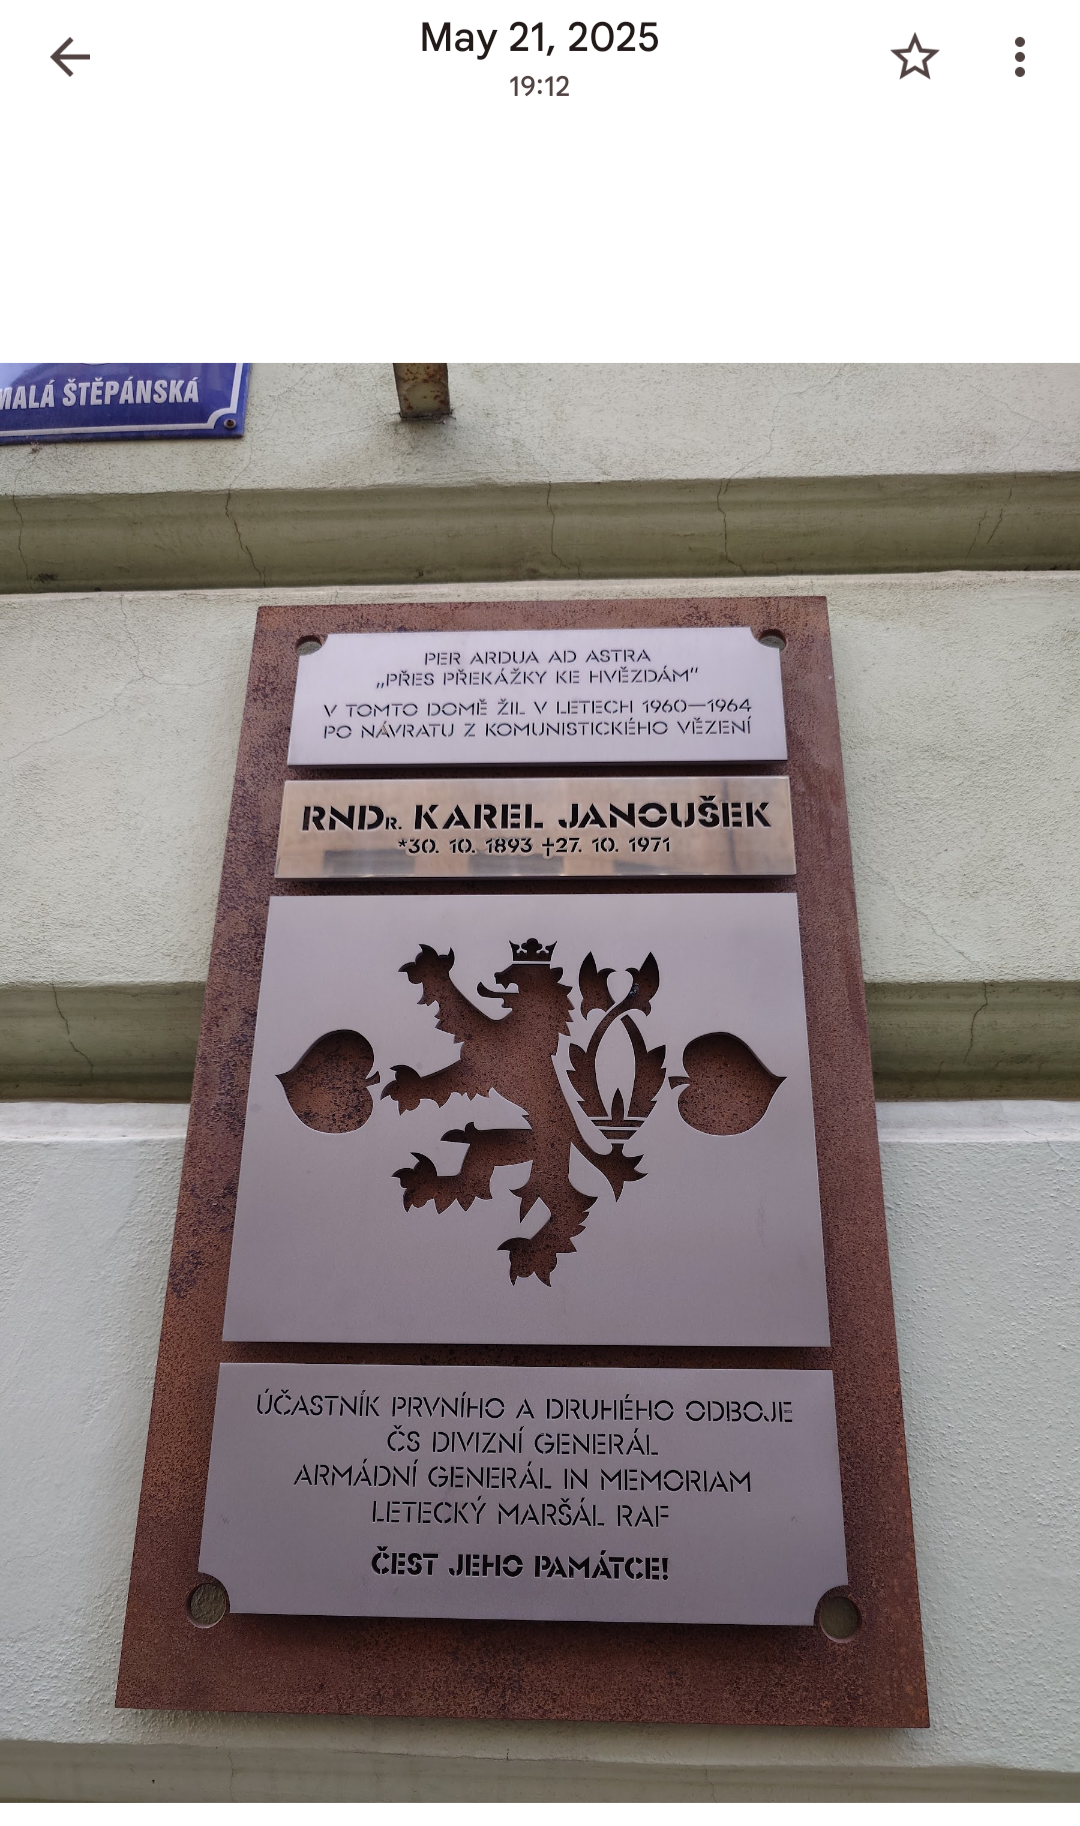 May 21, 2025
19:12
MALÁ ŠTĚPÁNSKÁ
PER ARDUA AD ASTRA
„PŘES PŘEKÁŽKY KE HVĚZDÁM“
V TOMTO DOMĚ ŽIL V LETECH 1960—1964
PO NÁVRATU Z KOMUNISTICKÉHO VĚZENÍ
RNDR. KAREL JANOUŠEK
*30. 10. 1893 †27. 10. 1971
ÚČASTNÍK PRVNÍHO A DRUHÉHO ODBOJE
ČS DIVIZNÍ GENERÁL
ARMÁDNÍ GENERÁL IN MEMORIAM
LETECKÝ MARŠÁL RAF
ČEST JEHO PAMÁTCE!